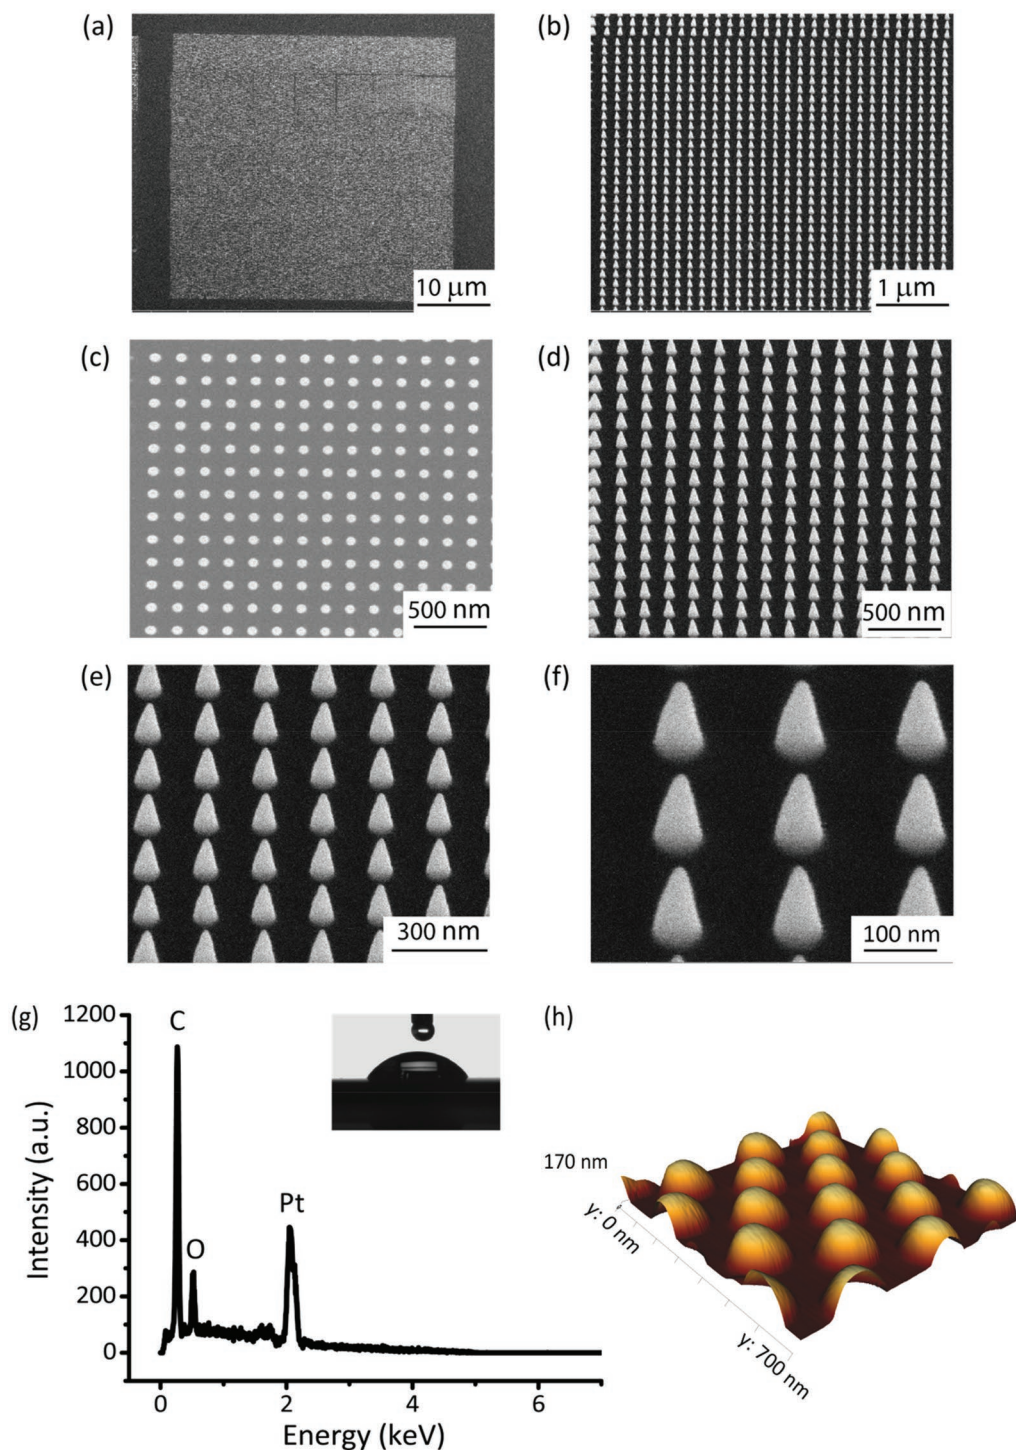 (a)
10 μm
(b)
1 μm
(c)
500 nm
(d)
500 nm
(e)
300 nm
(f)
100 nm
(g)
1200
1000
800
600
400
200
0
Intensity (a.u.)
C
O
Pt
0
2
4
6
Energy (keV)
(h)
170 nm
y: 0 nm
y: 700 nm